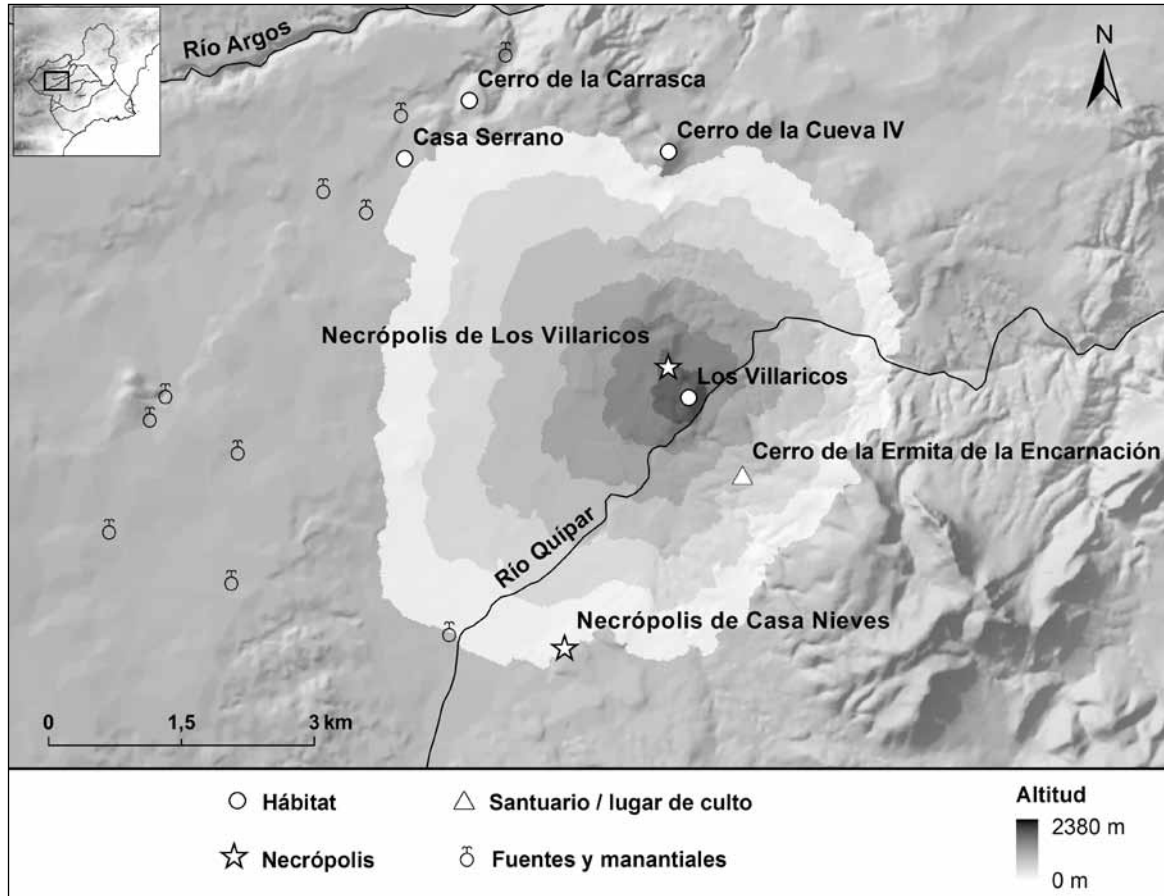 Río Argos
N
Cerro de la Carrasca
Casa Serrano
Cerro de la Cueva IV
Necrópolis de Los Villaricos
Los Villaricos
Cerro de la Ermita de la Encarnación
Río Quípar
Necrópolis de Casa Nieves
0 1,5 3 km
Hábitat
Santuario / lugar de culto
Necrópolis
Fuentes y manantiales
Altitud
2380 m
0 m